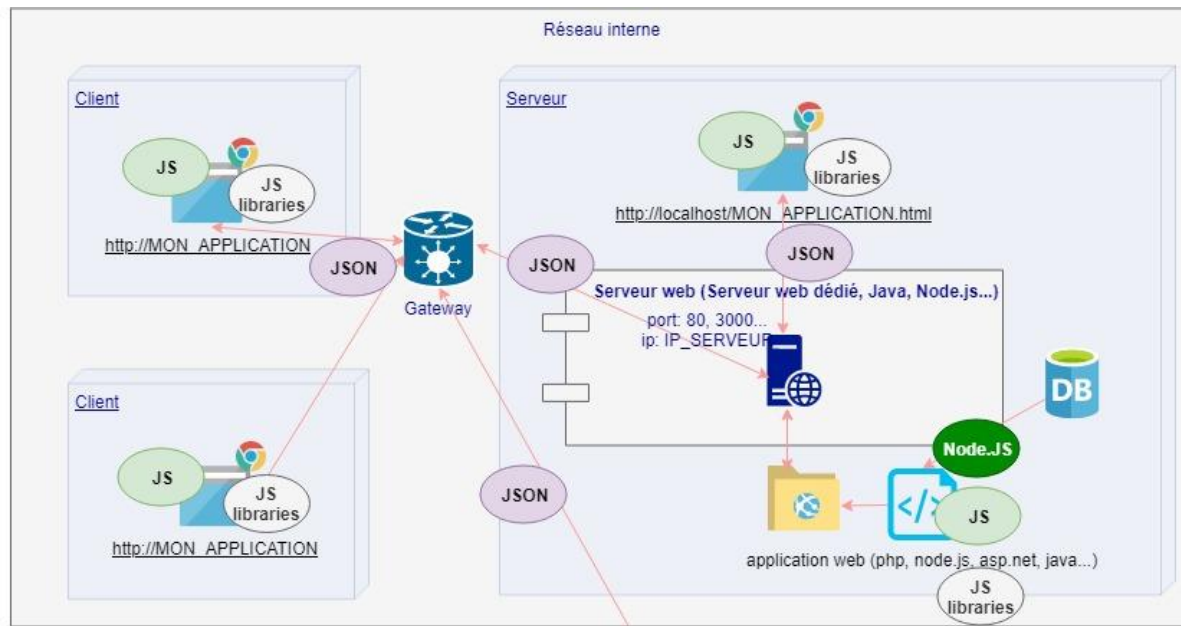 Réseau interne
Client
JS
JS
libraries
http://MON_APPLICATION
Client
JS
JS
libraries
http://MON_APPLICATION
JSON
Gateway
JSON
JSON
Serveur
JS
JS
libraries
http://localhost/MON_APPLICATION.html
JSON
Serveur web (Serveur web dédié, Java, Node.js...)
port: 80, 3000...
ip: IP_SERVEUR
DB
Node.JS
</>
JS
application web (php, node.js, asp.net, java...)
JS
libraries